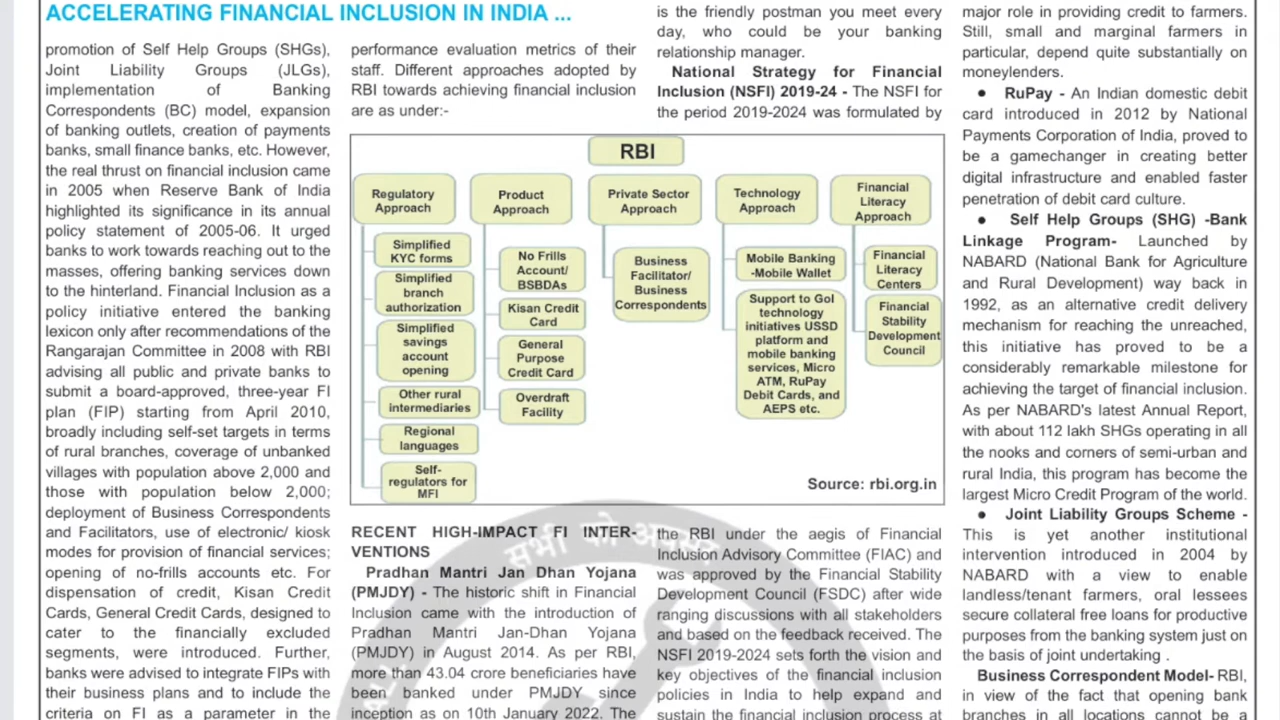 ACCELERATING FINANCIAL INCLUSION IN INDIA ...
promotion of Self Help Groups (SHGs),
Joint Liability Groups (JLGs),
implementation of Banking
Correspondents (BC) model, expansion
of banking outlets, creation of payments
banks, small finance banks, etc. However,
the real thrust on financial inclusion came
in 2005 when Reserve Bank of India
highlighted its significance in its annual
policy statement of 2005-06. It urged
banks to work towards reaching out to the
masses, offering banking services down
to the hinterland. Financial Inclusion as a
policy initiative entered the banking
lexicon only after recommendations of the
Rangarajan Committee in 2008 with RBI
advising all public and private banks to
submit a board-approved, three-year FI
plan (FIP) starting from April 2010,
broadly including self-set targets in terms
of rural branches, coverage of unbanked
villages with population above 2,000 and
those with population below 2,000;
deployment of Business Correspondents
and Facilitators, use of electronic/ kiosk
modes for provision of financial services;
opening of no-frills accounts etc. For
dispensation of credit, Kisan Credit
Cards, General Credit Cards, designed to
cater to the financially excluded
segments, were introduced. Further,
banks were advised to integrate FIPs with
their business plans and to include the
criteria on FI as a parameter in the
performance evaluation metrics of their
staff. Different approaches adopted by
RBI towards achieving financial inclusion
are as under:-
RBI
Regulatory
Approach
Simplified
KYC forms
Simplified
branch
authorization
Simplified
savings
account
opening
Other rural
intermediaries
Regional
languages
Self-
regulators for
MFI
Product
Approach
No Frills
Account/
BSBDAs
Kisan Credit
Card
General
Purpose
Credit Card
Overdraft
Facility
Private Sector
Approach
Business
Facilitator/
Business
Correspondents
Technology
Approach
Mobile Banking
-Mobile Wallet
Support to GoI
technology
initiatives USSD
platform and
mobile banking
services, Micro
ATM, RuPay
Debit Cards, and
AEPS etc.
Financial
Literacy
Approach
Financial
Literacy
Centers
Financial
Stability
Development
Council
Source: rbi.org.in
RECENT HIGH-IMPACT FI INTER-
VENTIONS
Pradhan Mantri Jan Dhan Yojana
(PMJDY) - The historic shift in Financial
Inclusion came with the introduction of
Pradhan Mantri Jan-Dhan Yojana
(PMJDY) in August 2014. As per RBI,
more than 43.04 crore beneficiaries have
been banked under PMJDY since
inception as on 10th January 2022. The
is the friendly postman you meet every
day, who could be your banking
relationship manager.
National Strategy for Financial
Inclusion (NSFI) 2019-24 - The NSFI for
the period 2019-2024 was formulated by
the RBI under the aegis of Financial
Inclusion Advisory Committee (FIAC) and
was approved by the Financial Stability
Development Council (FSDC) after wide
ranging discussions with all stakeholders
and based on the feedback received. The
NSFI 2019-2024 sets forth the vision and
key objectives of the financial inclusion
policies in India to help expand and
sustain the financial inclusion process at
major role in providing credit to farmers.
Still, small and marginal farmers in
particular, depend quite substantially on
moneylenders.
● RuPay - An Indian domestic debit
card introduced in 2012 by National
Payments Corporation of India, proved to
be a gamechanger in creating better
digital infrastructure and enabled faster
penetration of debit card culture.
● Self Help Groups (SHG) -Bank
Linkage Program- Launched by
NABARD (National Bank for Agriculture
and Rural Development) way back in
1992, as an alternative credit delivery
mechanism for reaching the unreached,
this initiative has proved to be a
considerably remarkable milestone for
achieving the target of financial inclusion.
As per NABARD's latest Annual Report,
with about 112 lakh SHGs operating in all
the nooks and corners of semi-urban and
rural India, this program has become the
largest Micro Credit Program of the world.
● Joint Liability Groups Scheme -
This is yet another institutional
intervention introduced in 2004 by
NABARD with a view to enable
landless/tenant farmers, oral lessees
secure collateral free loans for productive
purposes from the banking system just on
the basis of joint undertaking .
Business Correspondent Model- RBI,
in view of the fact that opening bank
branches in all locations cannot be a
सभी को अवसर